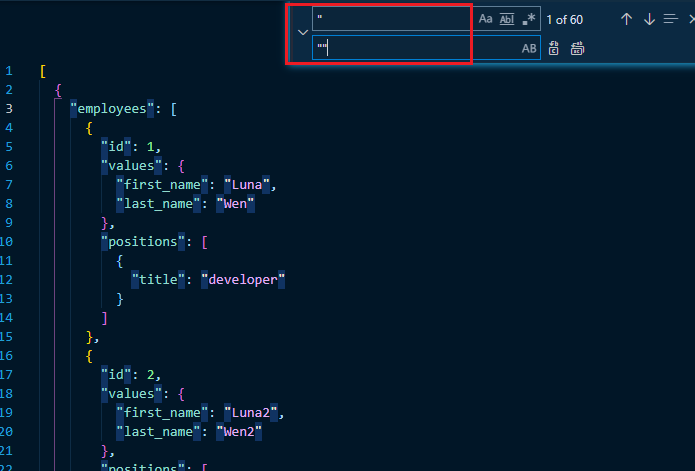 " Aa Abl .* 1 of 60
"" AB
1 [
2 {
3 "employees": [
4 {
5 "id": 1,
6 "values": {
7 "first_name": "Luna",
8 "last_name": "Wen"
9 },
10 "positions": [
11 {
12 "title": "developer"
13 }
14 ]
15 },
16 {
17 "id": 2,
18 "values": {
19 "first_name": "Luna2",
20 "last_name": "Wen2"
21 },
22 "positions": [